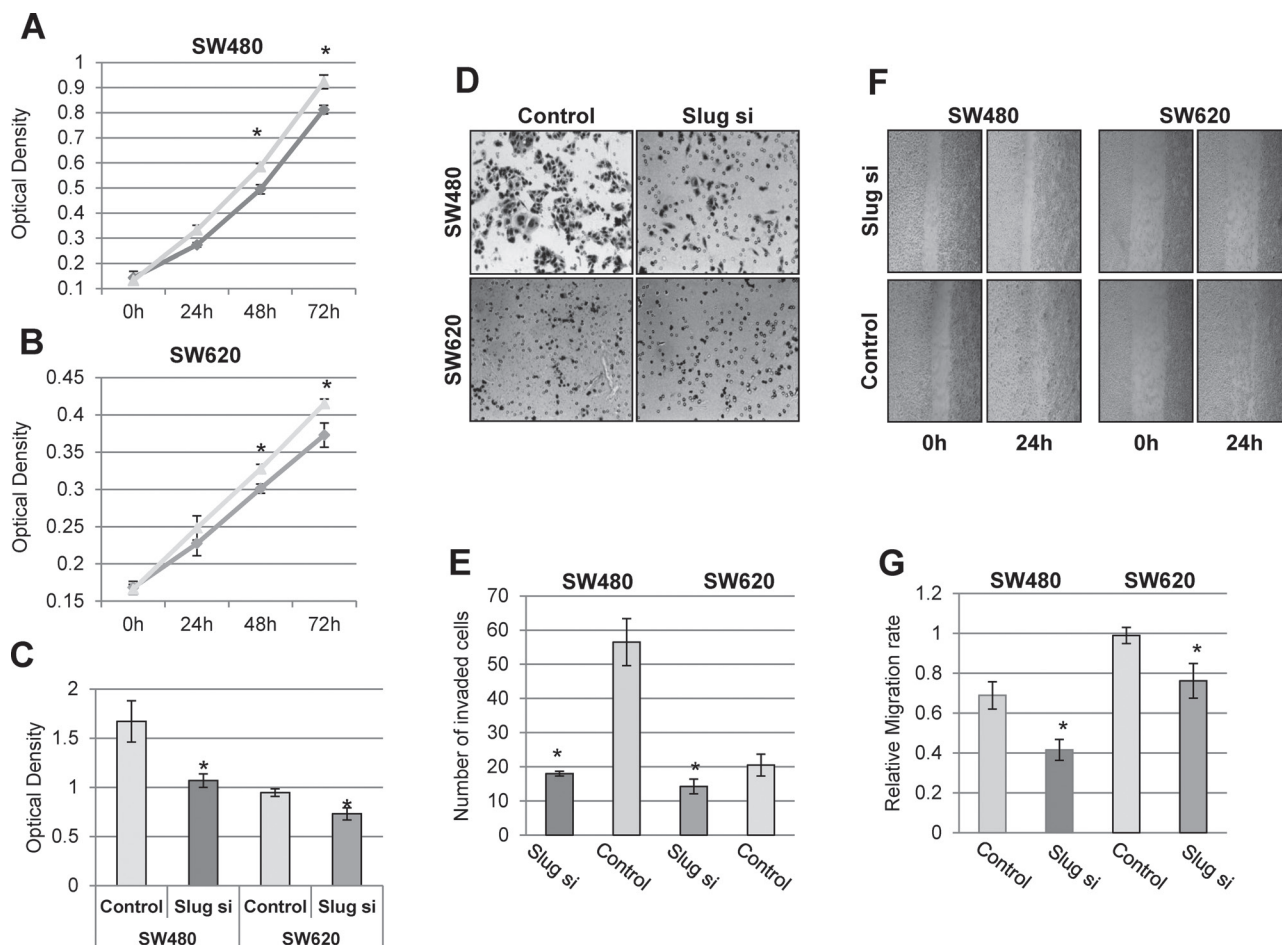 A
SW480
*
*
Optical Density
1
0.9
0.8
0.7
0.6
0.5
0.4
0.3
0.2
0.1
0h 24h 48h 72h
B
SW620
*
*
Optical Density
0.45
0.4
0.35
0.3
0.25
0.2
0.15
0h 24h 48h 72h
C
Optical Density
2
1.5
1
0.5
0
*
*
Control Slug si Control Slug si
SW480 SW620
D
Control Slug si
SW480
SW620
E
SW480 SW620
Number of invaded cells
70
60
50
40
30
20
10
0
*
*
Slug si Control Slug si Control
F
SW480 SW620
Slug si
Control
0h 24h 0h 24h
G
SW480 SW620
Relative Migration rate
1.2
1
0.8
0.6
0.4
0.2
0
*
*
Control Slug si Control Slug si